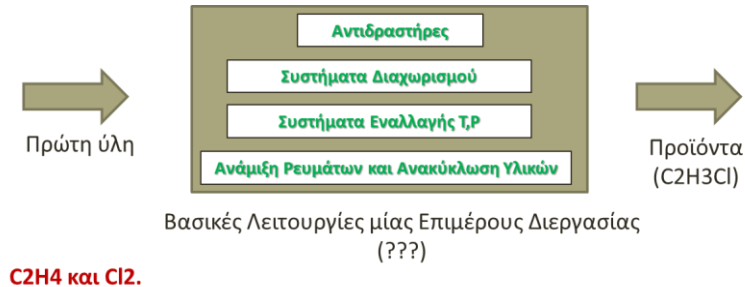 Αντιδραστήρες
Συστήματα Διαχωρισμού
Συστήματα Εναλλαγής Τ,Ρ
Ανάμιξη Ρευμάτων και Ανακύκλωση Υλικών
Πρώτη ύλη
Προϊόντα
(C2H3Cl)
Βασικές Λειτουργίες μίας Επιμέρους Διεργασίας
(???)
C2H4 και Cl2.